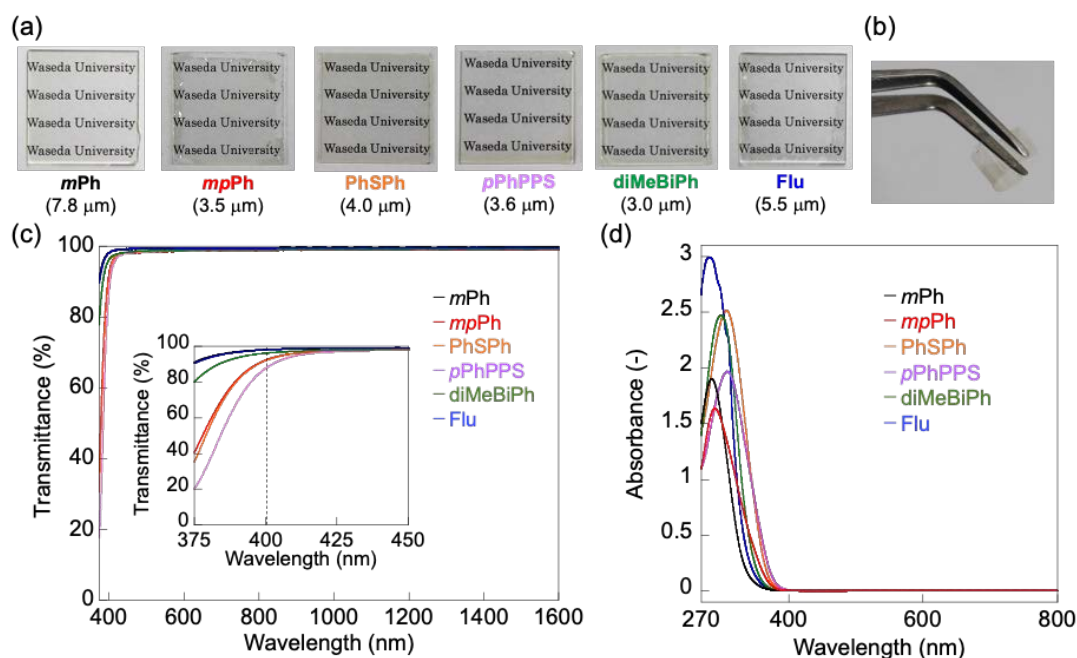 (a)
(b)
Waseda University Waseda University Waseda University Waseda University Waseda University Waseda University
Waseda University Waseda University Waseda University Waseda University Waseda University Waseda University
Waseda University Waseda University Waseda University Waseda University Waseda University Waseda University
Waseda University Waseda University Waseda University Waseda University Waseda University Waseda University
mPh mpPh PhSPh pPhPPS diMeBiPh Flu
(7.8 μm) (3.5 μm) (4.0 μm) (3.6 μm) (3.0 μm) (5.5 μm)
(c)
100
80
60
40
20
0
Transmittance (%)
400 600 800 1000 1200 1400 1600
Wavelength (nm)
mPh
mpPh
PhSPh
pPhPPS
diMeBiPh
Flu
100
80
60
40
20
0
Transmittance (%)
375 400 425 450
Wavelength (nm)
(d)
3
2.5
2
1.5
1
0.5
0
Absorbance (-)
270 400 600 800
Wavelength (nm)
mPh
mpPh
PhSPh
pPhPPS
diMeBiPh
Flu